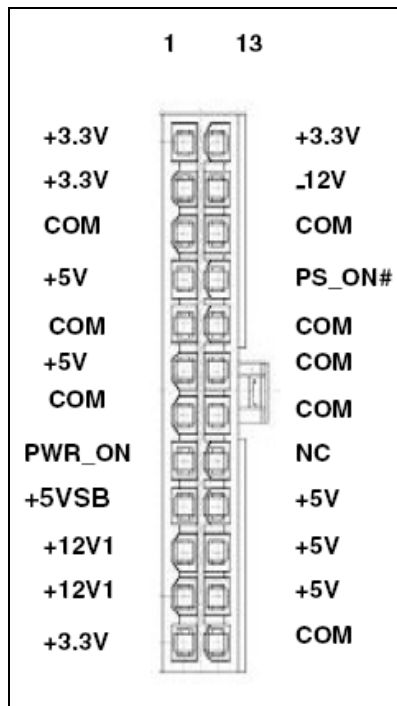 1 13
+3.3V +3.3V
+3.3V -12V
COM COM
+5V PS_ON#
COM COM
+5V COM
COM COM
PWR_ON NC
+5VSB +5V
+12V1 +5V
+12V1 +5V
+3.3V COM